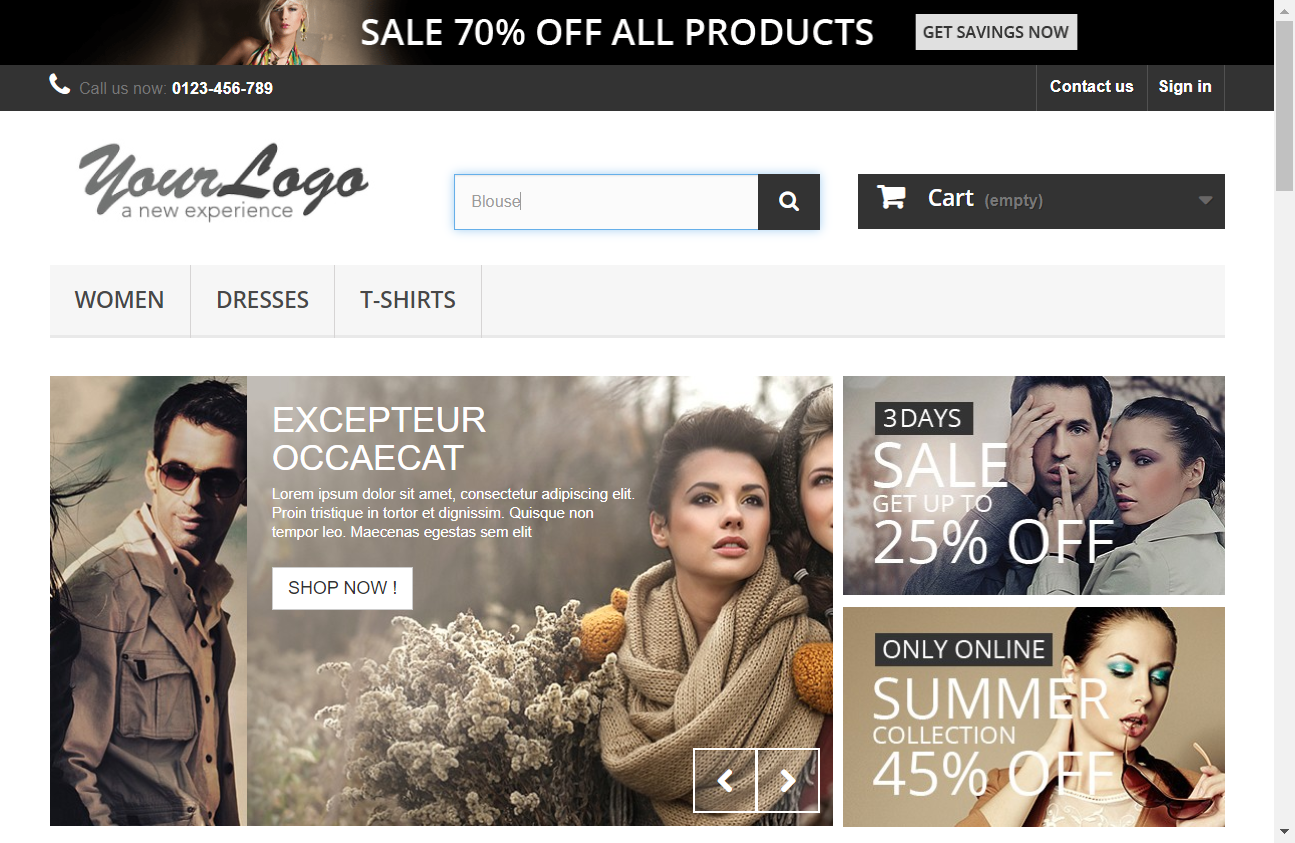 SALE 70% OFF ALL PRODUCTS
GET SAVINGS NOW
Call us now: 0123-456-789
Contact us
Sign in
YourLogo
a new experience
Blouse
Cart (empty)
WOMEN
DRESSES
T-SHIRTS
EXCEPTEUR
OCCAECAT
Lorem ipsum dolor sit amet, consectetur adipiscing elit.
Proin tristique in tortor et dignissim. Quisque non
tempor leo. Maecenas egestas sem elit
SHOP NOW !
3 DAYS
SALE
GET UP TO
25% OFF
ONLY ONLINE
SUMMER
COLLECTION
45% OFF